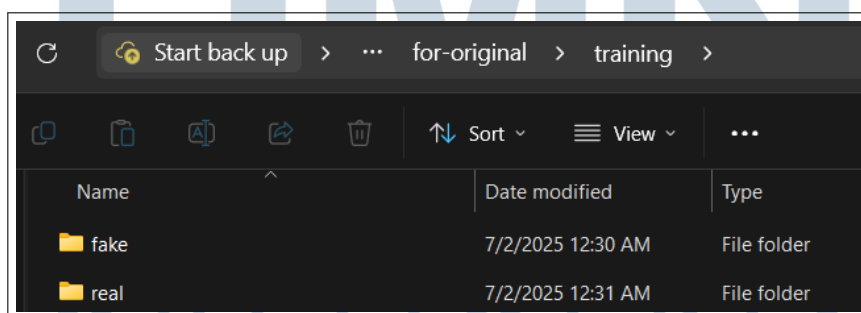 Start back up > ... for-original > training >
Sort View ...
Name Date modified Type
fake 7/2/2025 12:30 AM File folder
real 7/2/2025 12:31 AM File folder